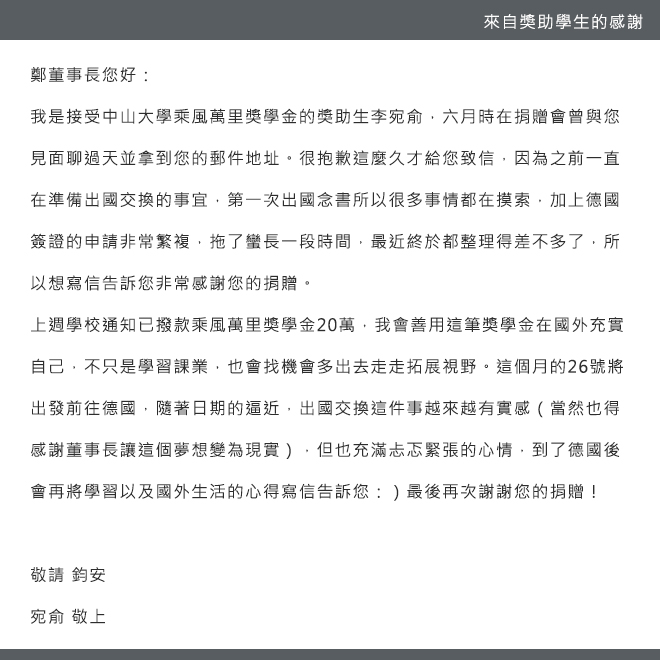 來自獎助學生的感謝
鄭董事長您好：
我是接受中山大學乘風萬里獎學金的獎助生李宛俞，六月時在捐贈會曾與您
見面聊過天並拿到您的郵件地址。很抱歉這麼久才給您致信，因為之前一直
在準備出國交換的事宜，第一次出國念書所以很多事情都在摸索，加上德國
簽證的申請非常繁複，拖了蠻長一段時間，最近終於都整理得差不多了，所
以想寫信告訴您非常感謝您的捐贈。
上週學校通知已撥款乘風萬里獎學金20萬，我會善用這筆獎學金在國外充實
自己，不只是學習課業，也會找機會多出去走走拓展視野。這個月的26號將
出發前往德國，隨著日期的逼近，出國交換這件事越來越有實感（當然也得
感謝董事長讓這個夢想變為現實），但也充滿忐忑緊張的心情，到了德國後
會再將學習以及國外生活的心得寫信告訴您：）最後再次謝謝您的捐贈！
敬請 鈞安
宛俞 敬上